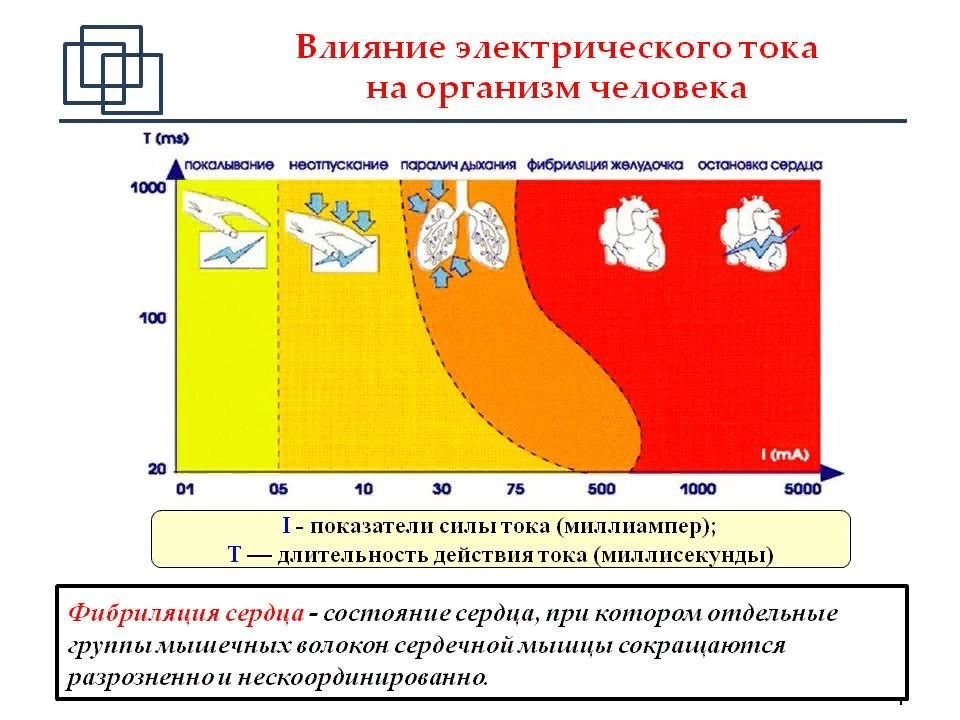 Влияние электрического тока
на организм человека
T (ms)
покалывание неотпускание паралич дыхания фибриляция желудочка остановка сердца
1000
100
20
I (mA)
01 05 10 30 75 500 1000 5000
I - показатели силы тока (миллиампер);
T — длительность действия тока (миллисекунды)
Фибриляция сердца - состояние сердца, при котором отдельные
группы мышечных волокон сердечной мышцы сокращаются
разрозненно и нескоординированно.